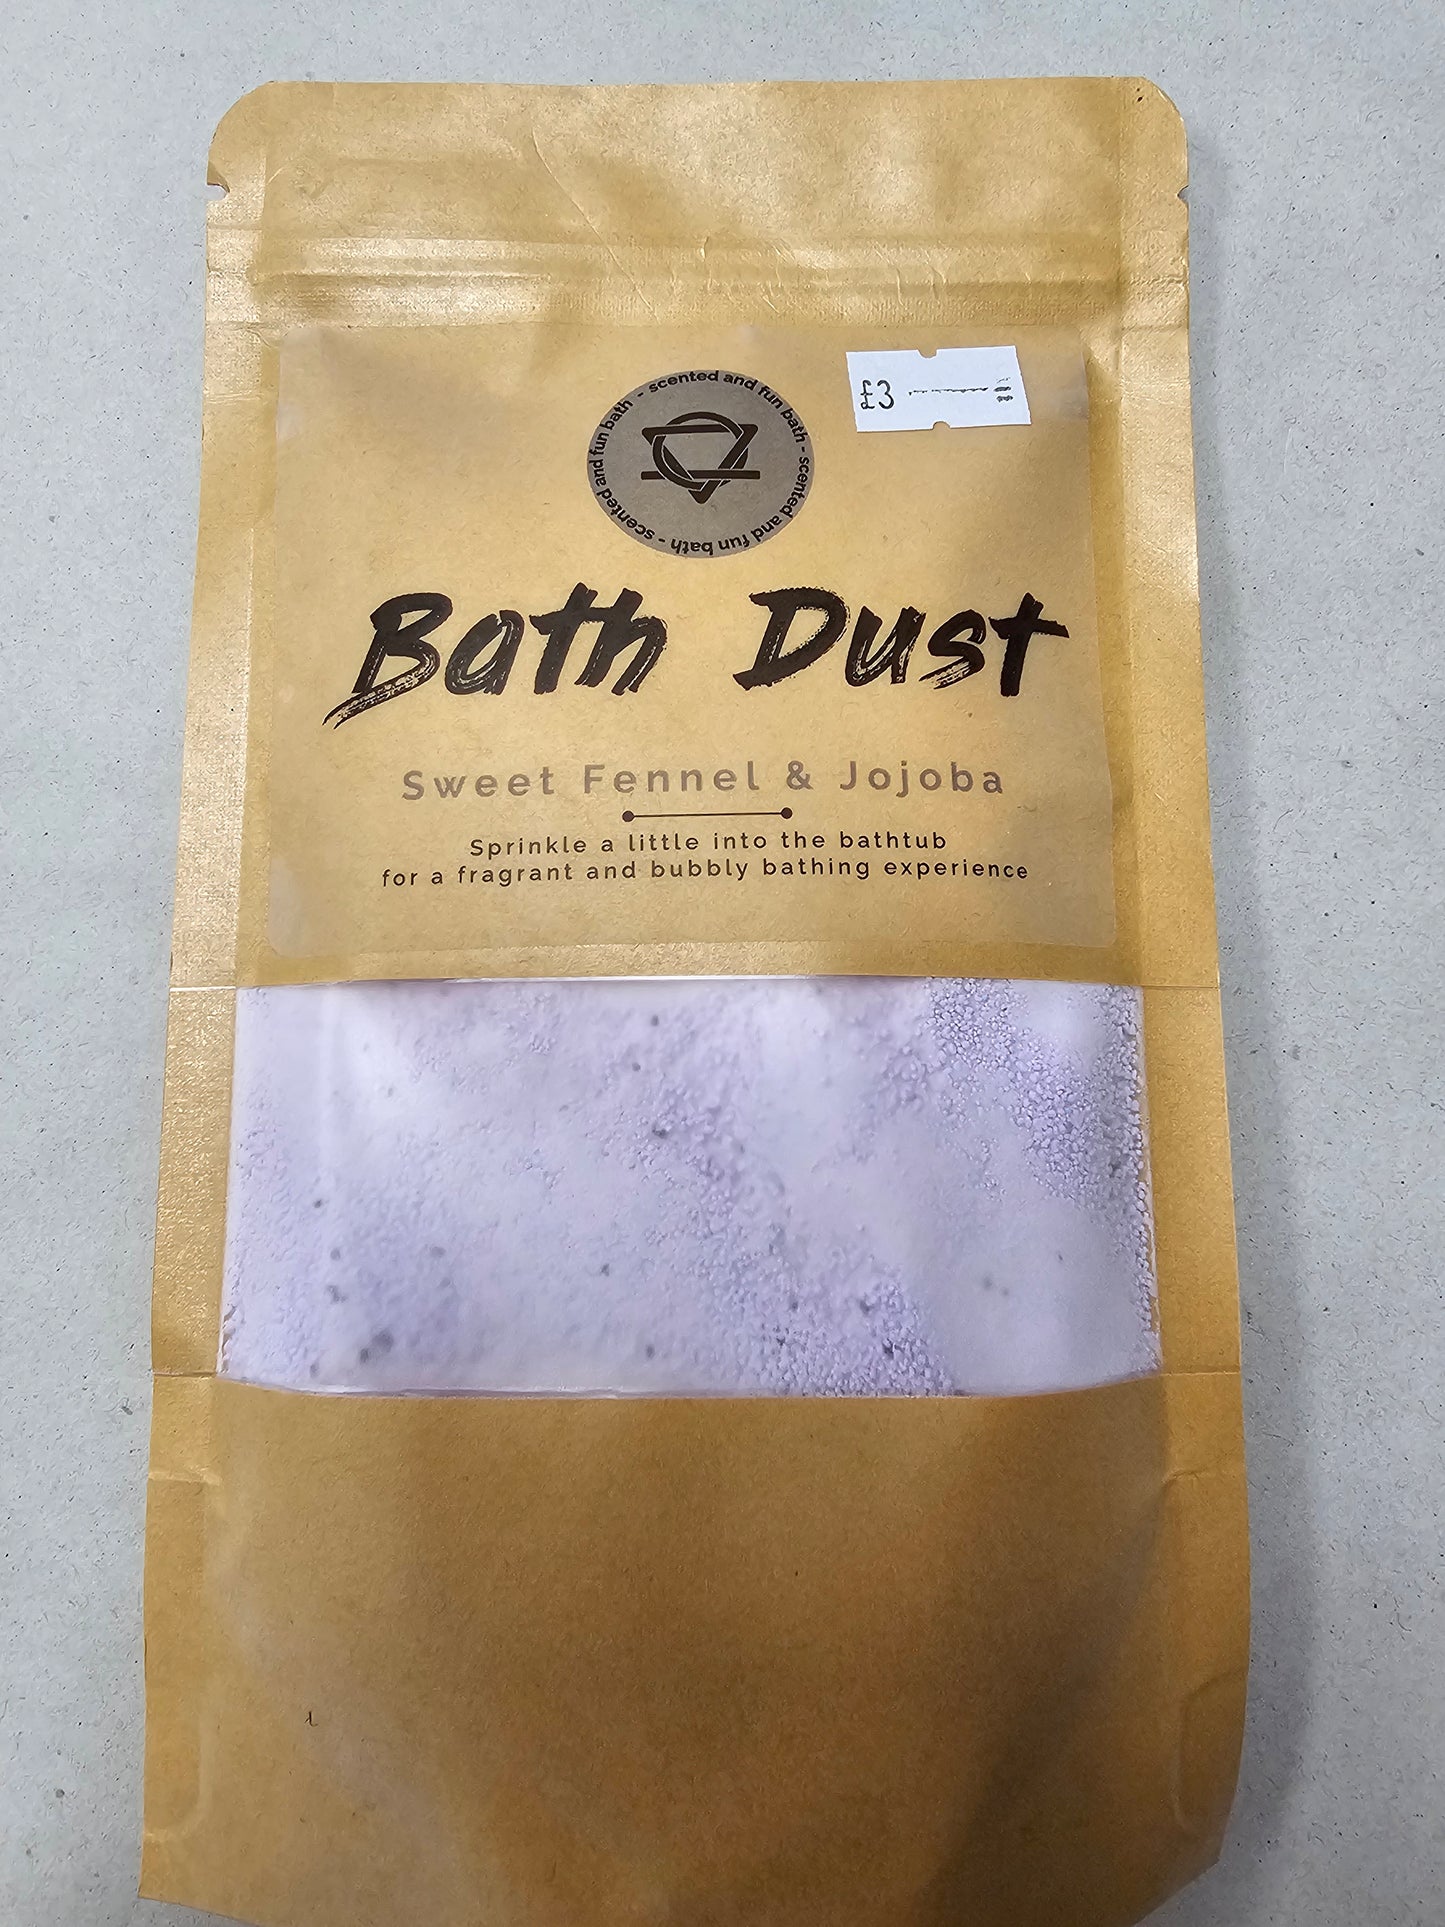 - scented and fun bath - scented and fun bath - scented and fun bath
£3
Bath Dust
Sweet Fennel & Jojoba
Sprinkle a little into the bathtub
for a fragrant and bubbly bathing experience